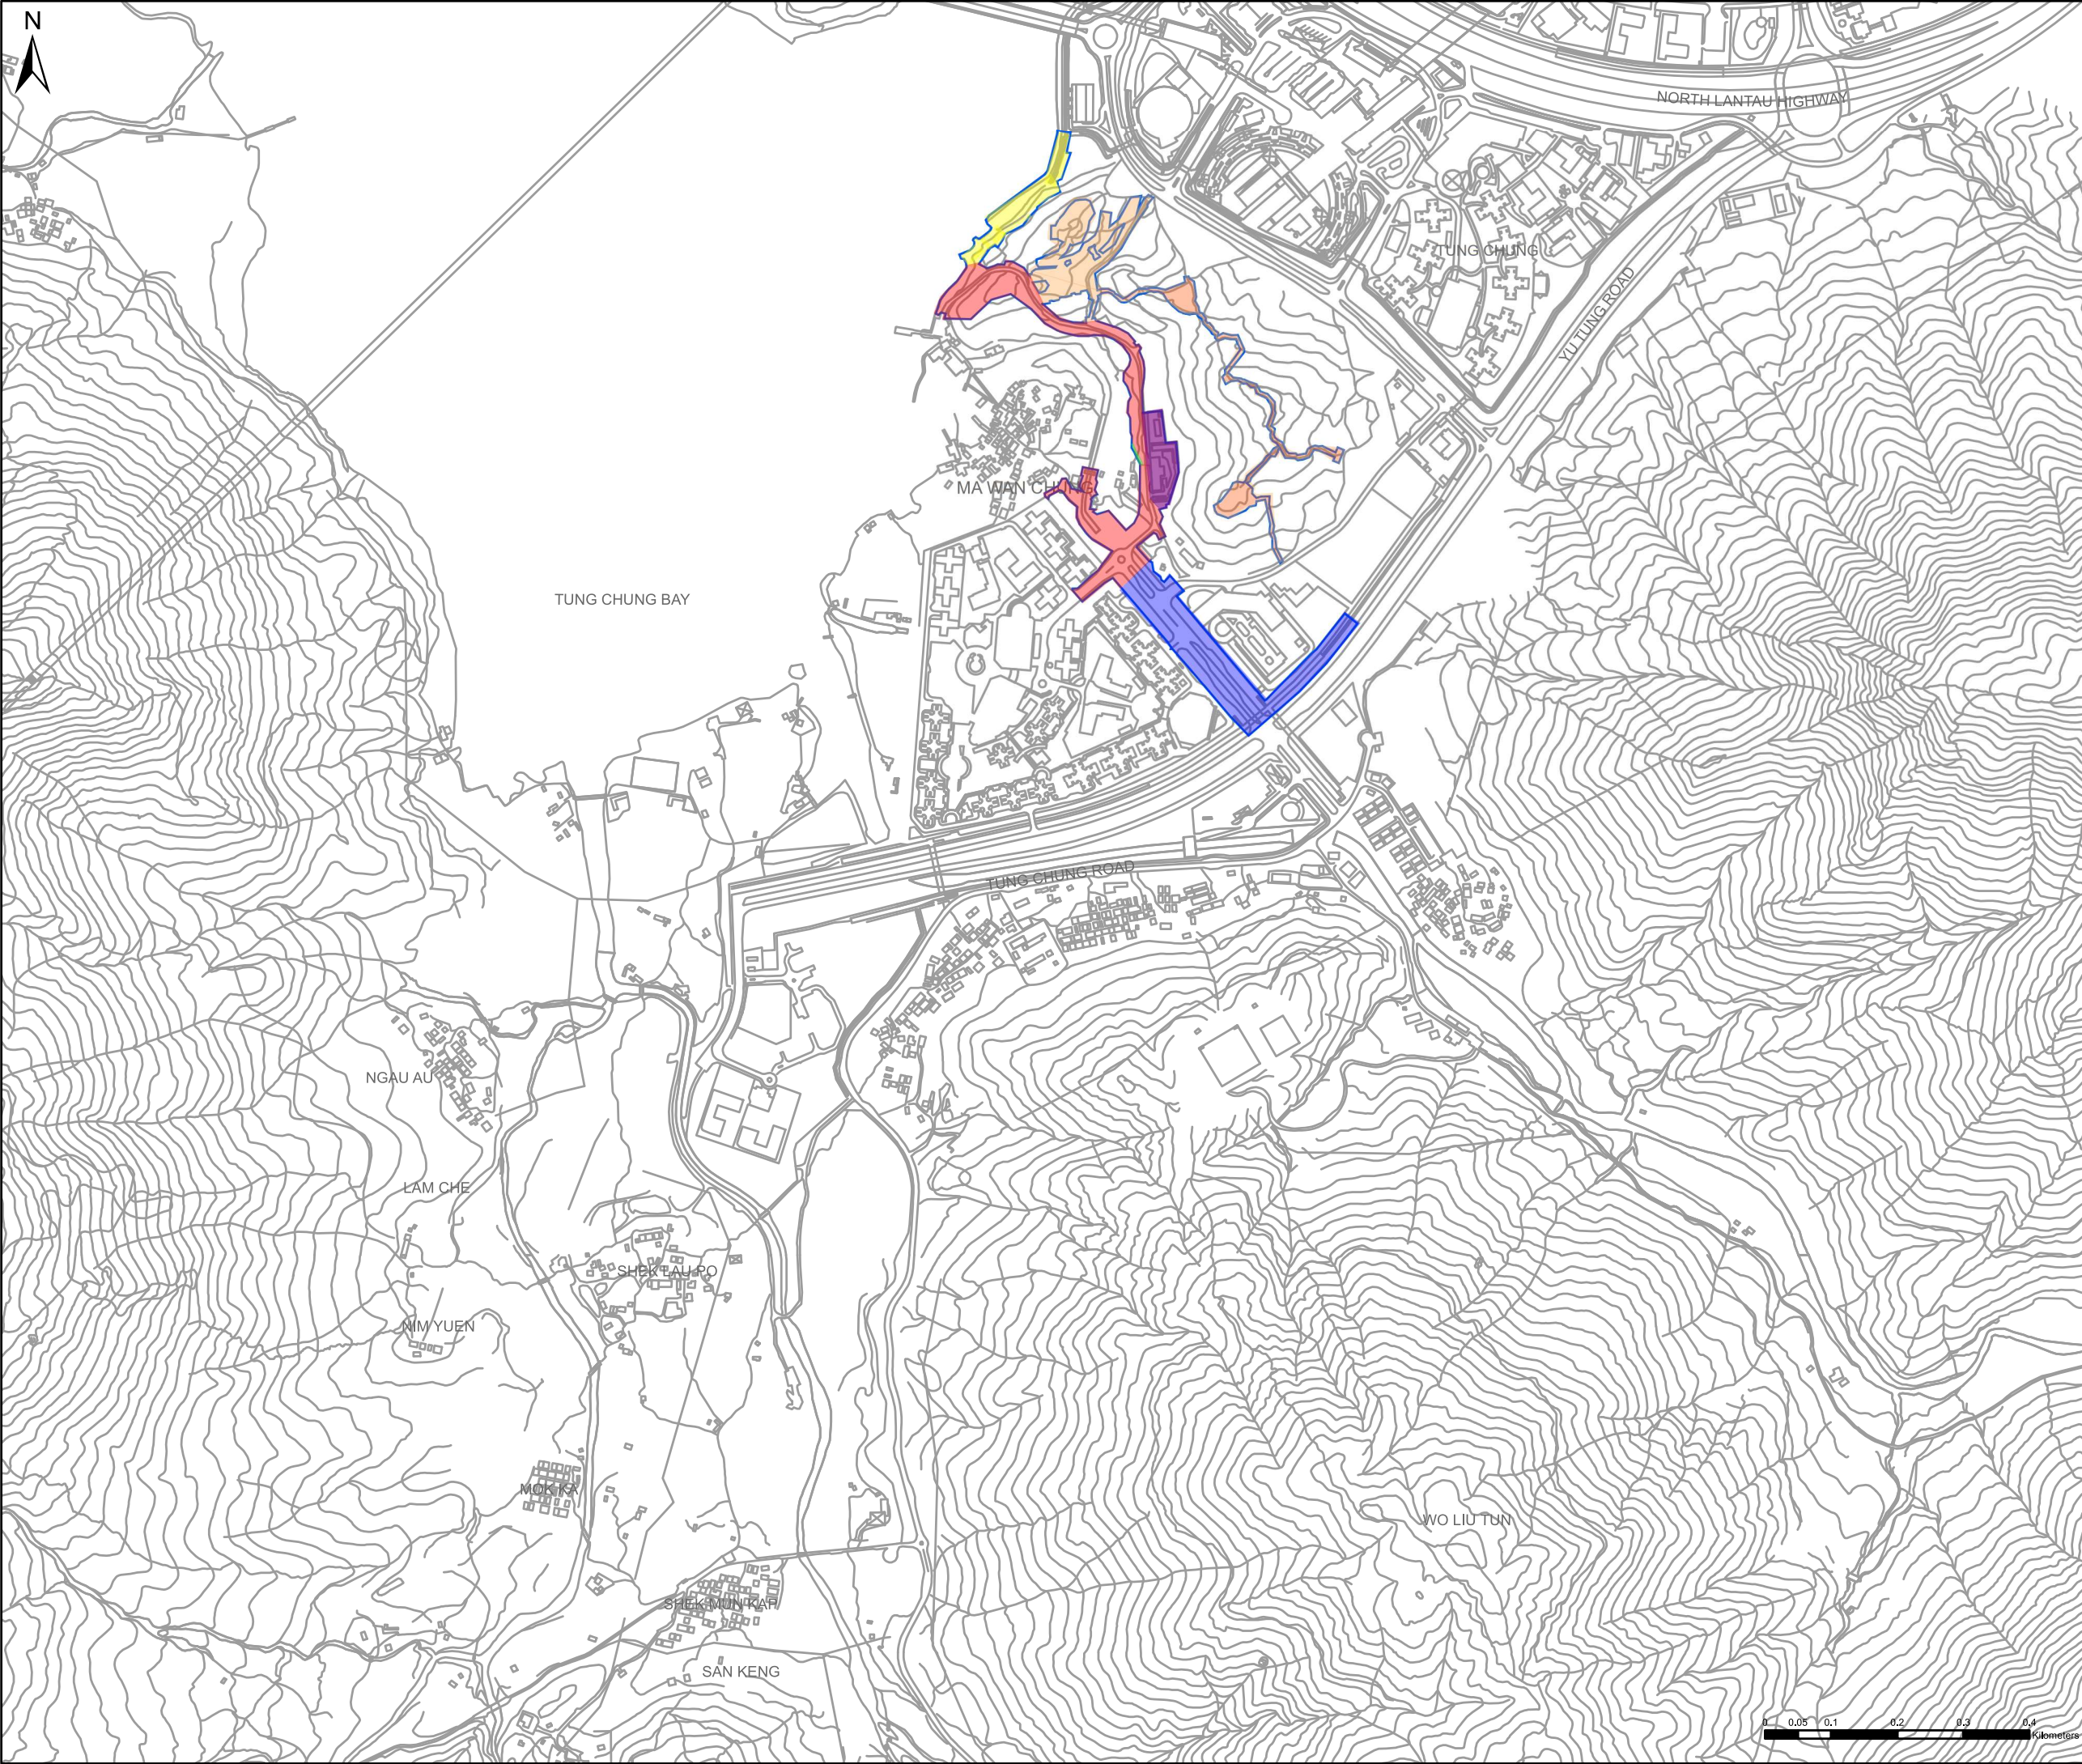 N
NORTH LANTAU HIGHWAY
TUNG CHUNG
YU TUNG ROAD
MA WAN CHUNG
TUNG CHUNG BAY
TUNG CHUNG ROAD
NGAU AU
LAM CHE
SHEK LAU PO
NIM YUEN
MOK KA
WO LIU TUN
SHEK MUN KAP
SAN KENG
0 0.05 0.1 0.2 0.3 0.4
Kilometers